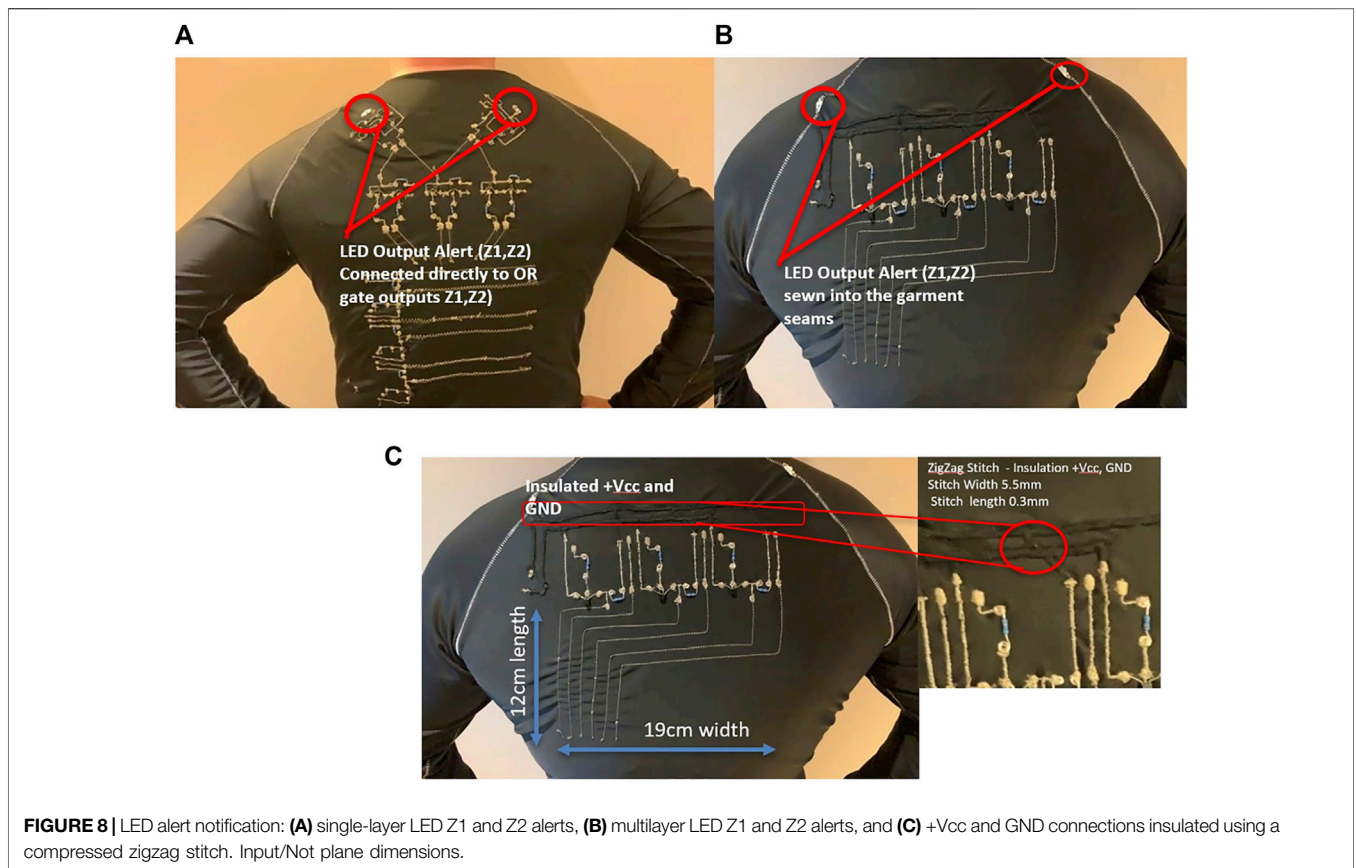 A
B
LED Output Alert (Z1,Z2)
Connected directly to OR
gate outputs Z1,Z2)
LED Output Alert (Z1,Z2)
sewn into the garment
seams
C
Insulated +Vcc and
GND
12cm length
19cm width
ZigZag Stitch - Insulation +Vcc, GND
Stitch Width 5.5mm
Stitch length 0.3mm
FIGURE 8 | LED alert notification: (A) single-layer LED Z1 and Z2 alerts, (B) multilayer LED Z1 and Z2 alerts, and (C) +Vcc and GND connections insulated using a
compressed zigzag stitch. Input/Not plane dimensions.